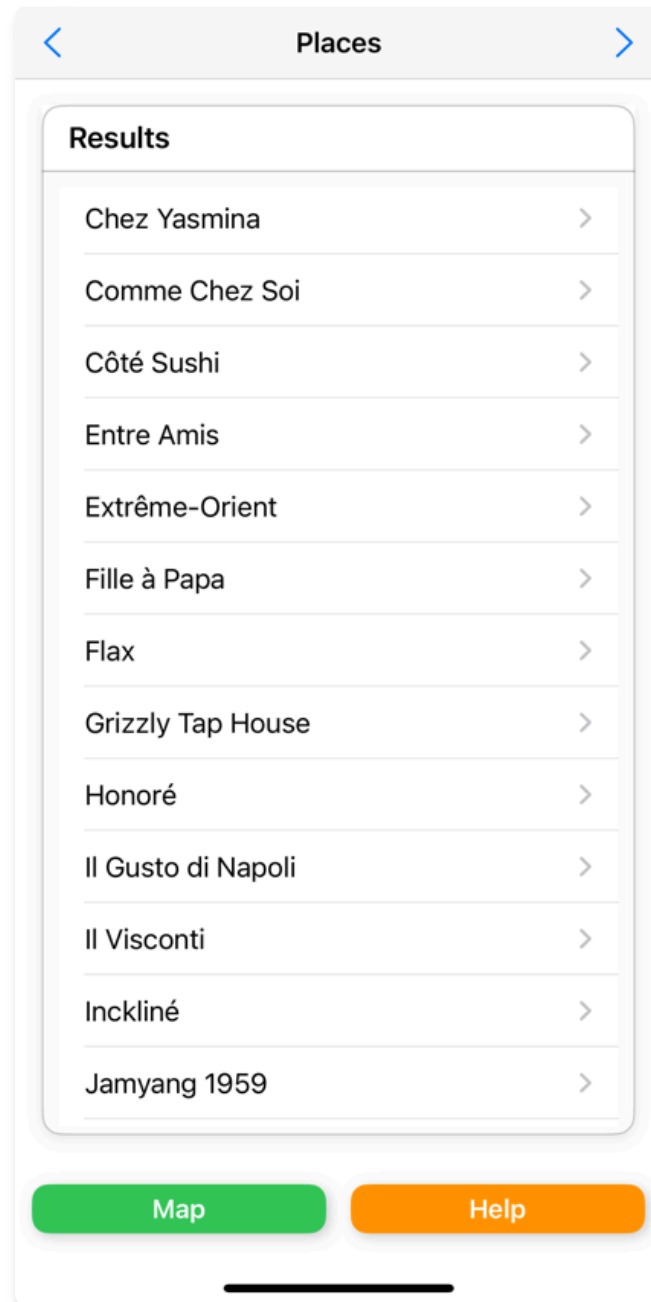 Places
Results
Chez Yasmina
Comme Chez Soi
Côté Sushi
Entre Amis
Extrême-Orient
Fille à Papa
Flax
Grizzly Tap House
Honoré
Il Gusto di Napoli
Il Visconti
Inckliné
Jamyang 1959
Map Help